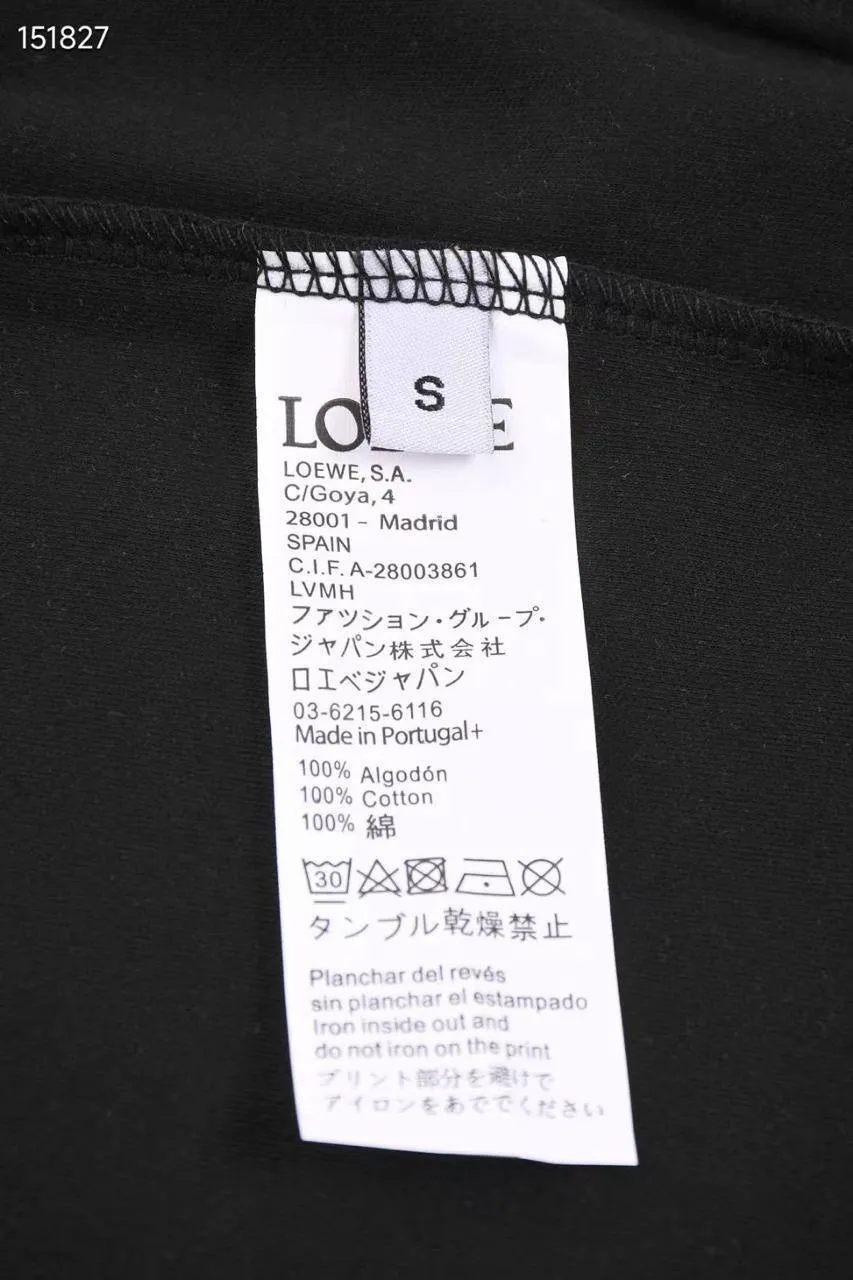 151827
S
LO E
LOEWE, S.A.
C/Goya, 4
28001 - Madrid
SPAIN
C.I.F. A-28003861
LVMH
ファツション・グループ・
ジャパン株式会社
ロエベジャパン
03-6215-6116
Made in Portugal+
100% Algodón
100% Cotton
100% 綿
30
タンブル乾燥禁止
Planchar del revés
sin planchar el estampado
Iron inside out and
do not iron on the print
プリント部分を避けて
アイロンをあででください